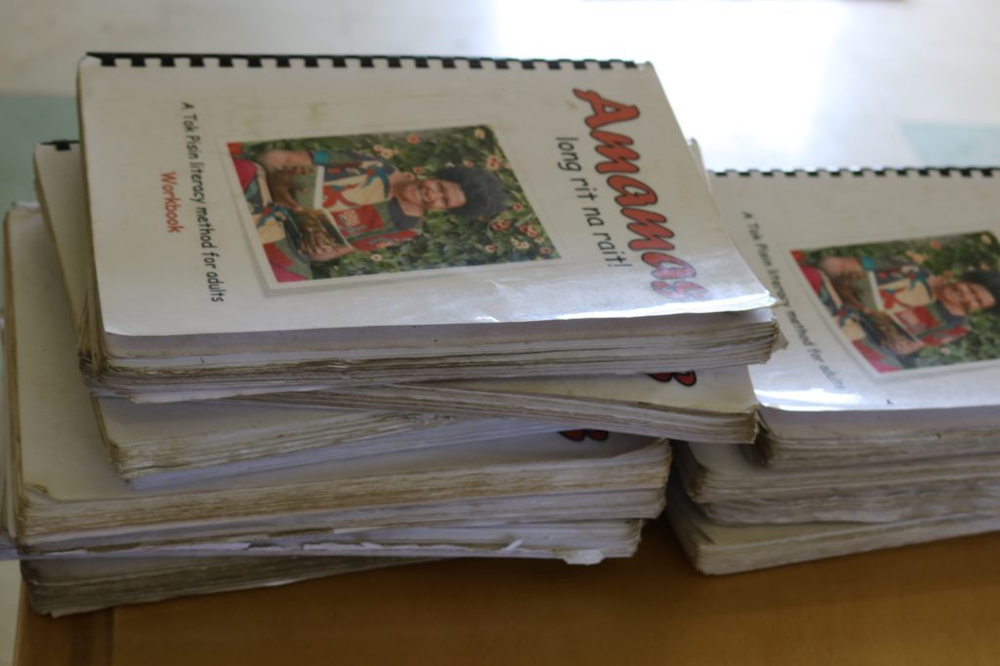 Amamas
long rit na rait!
A Tok Pisin literacy method for adults
Workbook
A Tok Pisin literacy method for adults